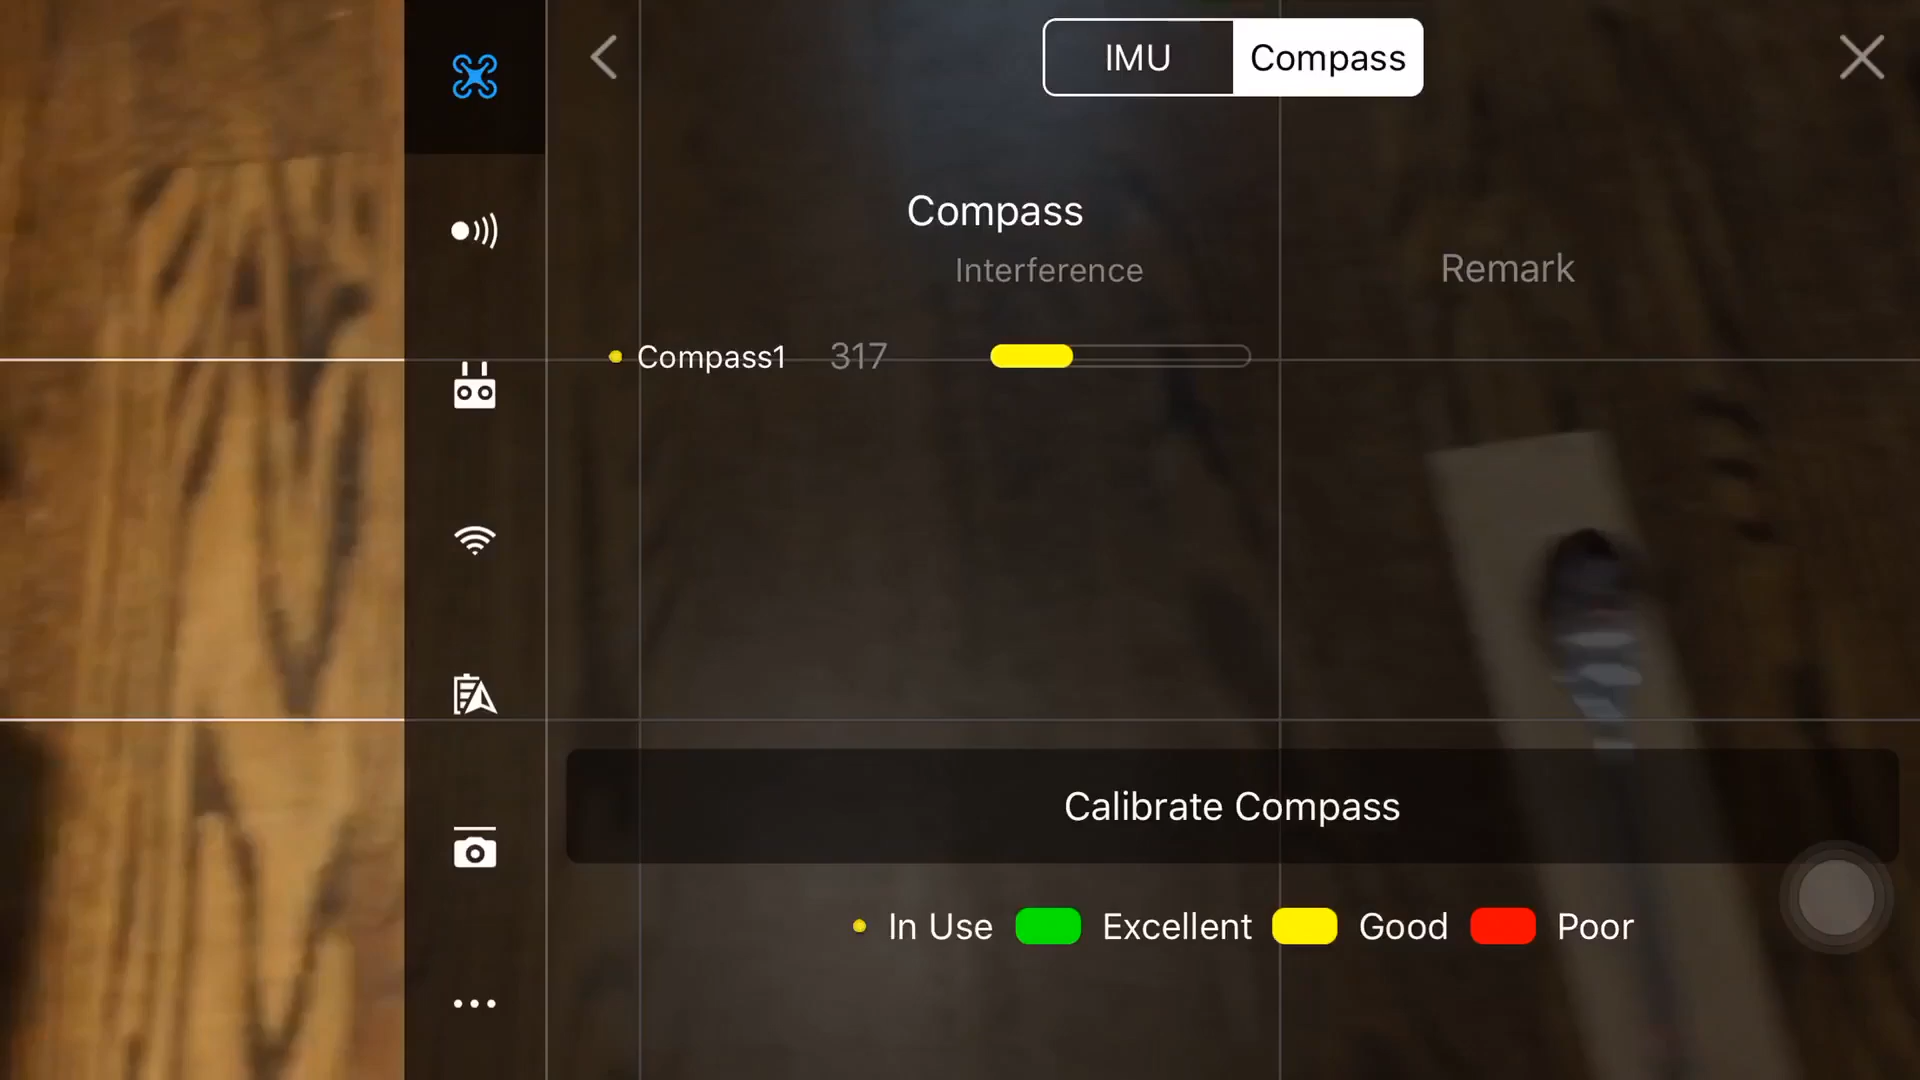 IMU Compass
Compass
Interference Remark
Compass1 317
Calibrate Compass
In Use Excellent Good Poor